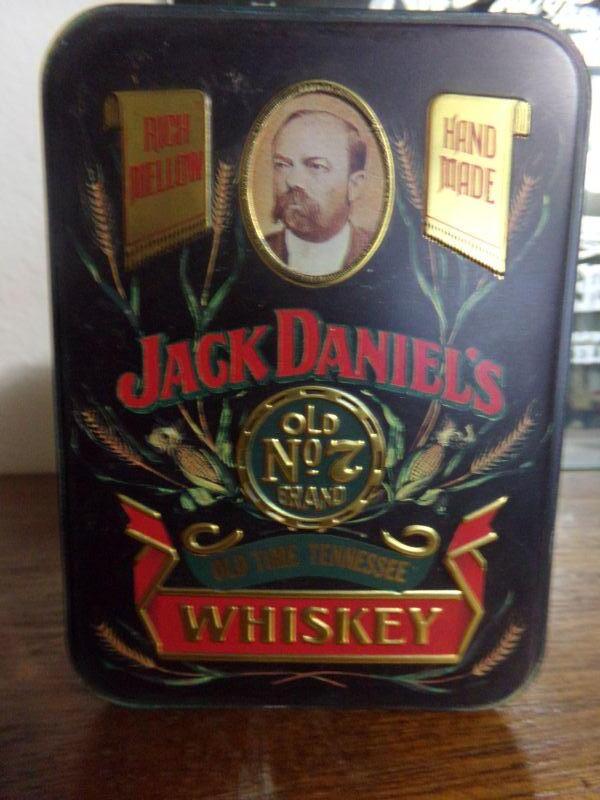 RICH
MELLOW
HAND
MADE
JACK DANIEL'S
OLD
Nº 7
BRAND
OLD TIME TENNESSEE
WHISKEY